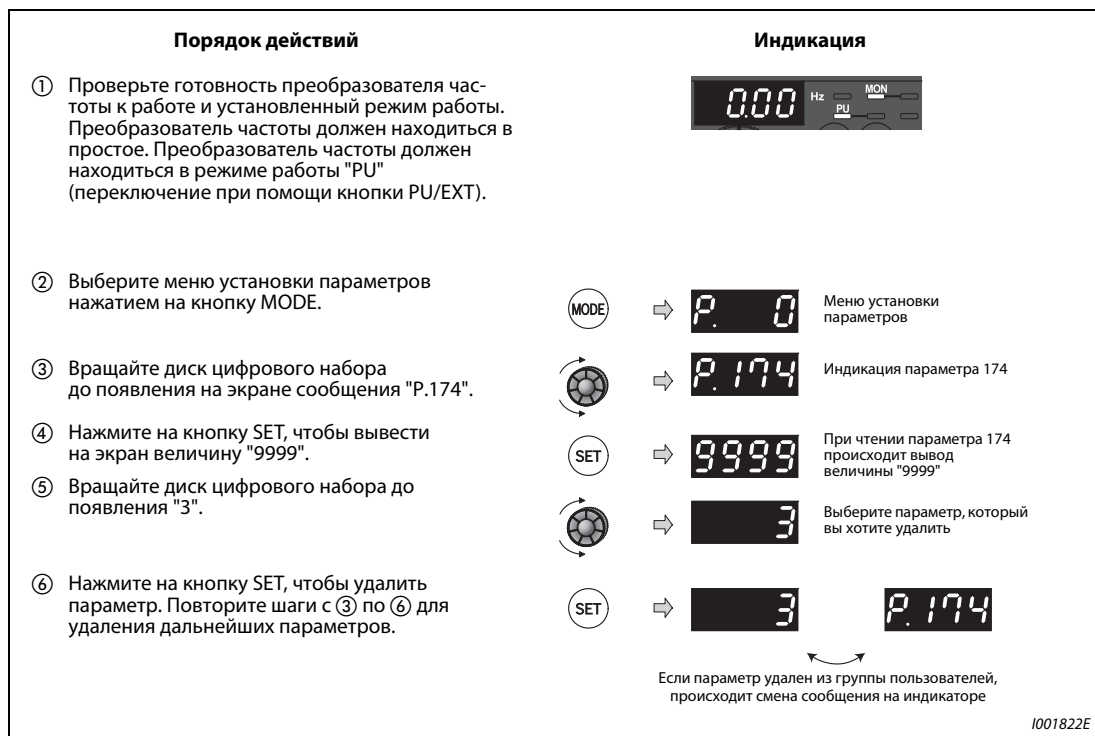 Порядок действий
Индикация
① Проверьте готовность преобразователя час-
тоты к работе и установленный режим работы.
Преобразователь частоты должен находиться в
простое. Преобразователь частоты должен
находиться в режиме работы "PU"
(переключение при помощи кнопки PU/EXT).
0.00 Hz MON
PU
② Выберите меню установки параметров
нажатием на кнопку MODE.
MODE
P. 0
Меню установки
параметров
③ Вращайте диск цифрового набора
до появления на экране сообщения "P.174".
P.174
Индикация параметра 174
④ Нажмите на кнопку SET, чтобы вывести
на экран величину "9999".
SET
9999
При чтении параметра 174
происходит вывод
величины "9999"
⑤ Вращайте диск цифрового набора до
появления "3".
3
Выберите параметр, который
вы хотите удалить
⑥ Нажмите на кнопку SET, чтобы удалить
параметр. Повторите шаги с ③ по ⑥ для
удаления дальнейших параметров.
SET
3
P.174
Если параметр удален из группы пользователей,
происходит смена сообщения на индикаторе
I001822E